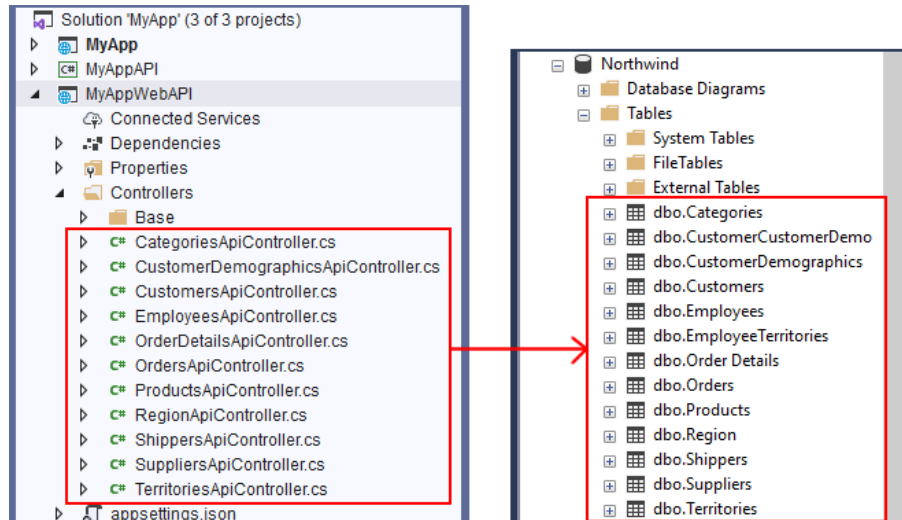 Solution 'MyApp' (3 of 3 projects)
MyApp
C# MyAppAPI
MyAppWebAPI
Connected Services
Dependencies
Properties
Controllers
Base
C# CategoriesApiController.cs
C# CustomerDemographicsApiController.cs
C# CustomersApiController.cs
C# EmployeesApiController.cs
C# OrderDetailsApiController.cs
C# OrdersApiController.cs
C# ProductsApiController.cs
C# RegionApiController.cs
C# ShippersApiController.cs
C# SuppliersApiController.cs
C# TerritoriesApiController.cs
appsettings.json
Northwind
Database Diagrams
Tables
System Tables
FileTables
External Tables
dbo.Categories
dbo.CustomerCustomerDemo
dbo.CustomerDemographics
dbo.Customers
dbo.Employees
dbo.EmployeeTerritories
dbo.Order Details
dbo.Orders
dbo.Products
dbo.Region
dbo.Shippers
dbo.Suppliers
dbo.Territories